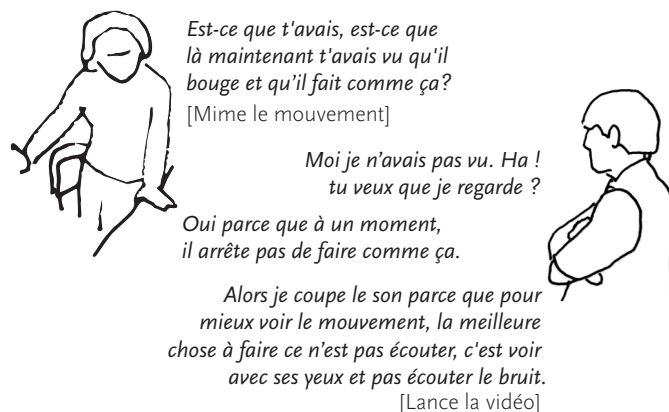 Est-ce que t'avais, est-ce que
là maintenant t'avais vu qu'il
bouge et qu’il fait comme ça?
[Mime le mouvement]
Moi je n’avais pas vu. Ha !
tu veux que je regarde ?
Oui parce que à un moment,
il arrête pas de faire comme ça.
Alors je coupe le son parce que pour
mieux voir le mouvement, la meilleure
chose à faire ce n’est pas écouter, c'est voir
avec ses yeux et pas écouter le bruit.
[Lance la vidéo]